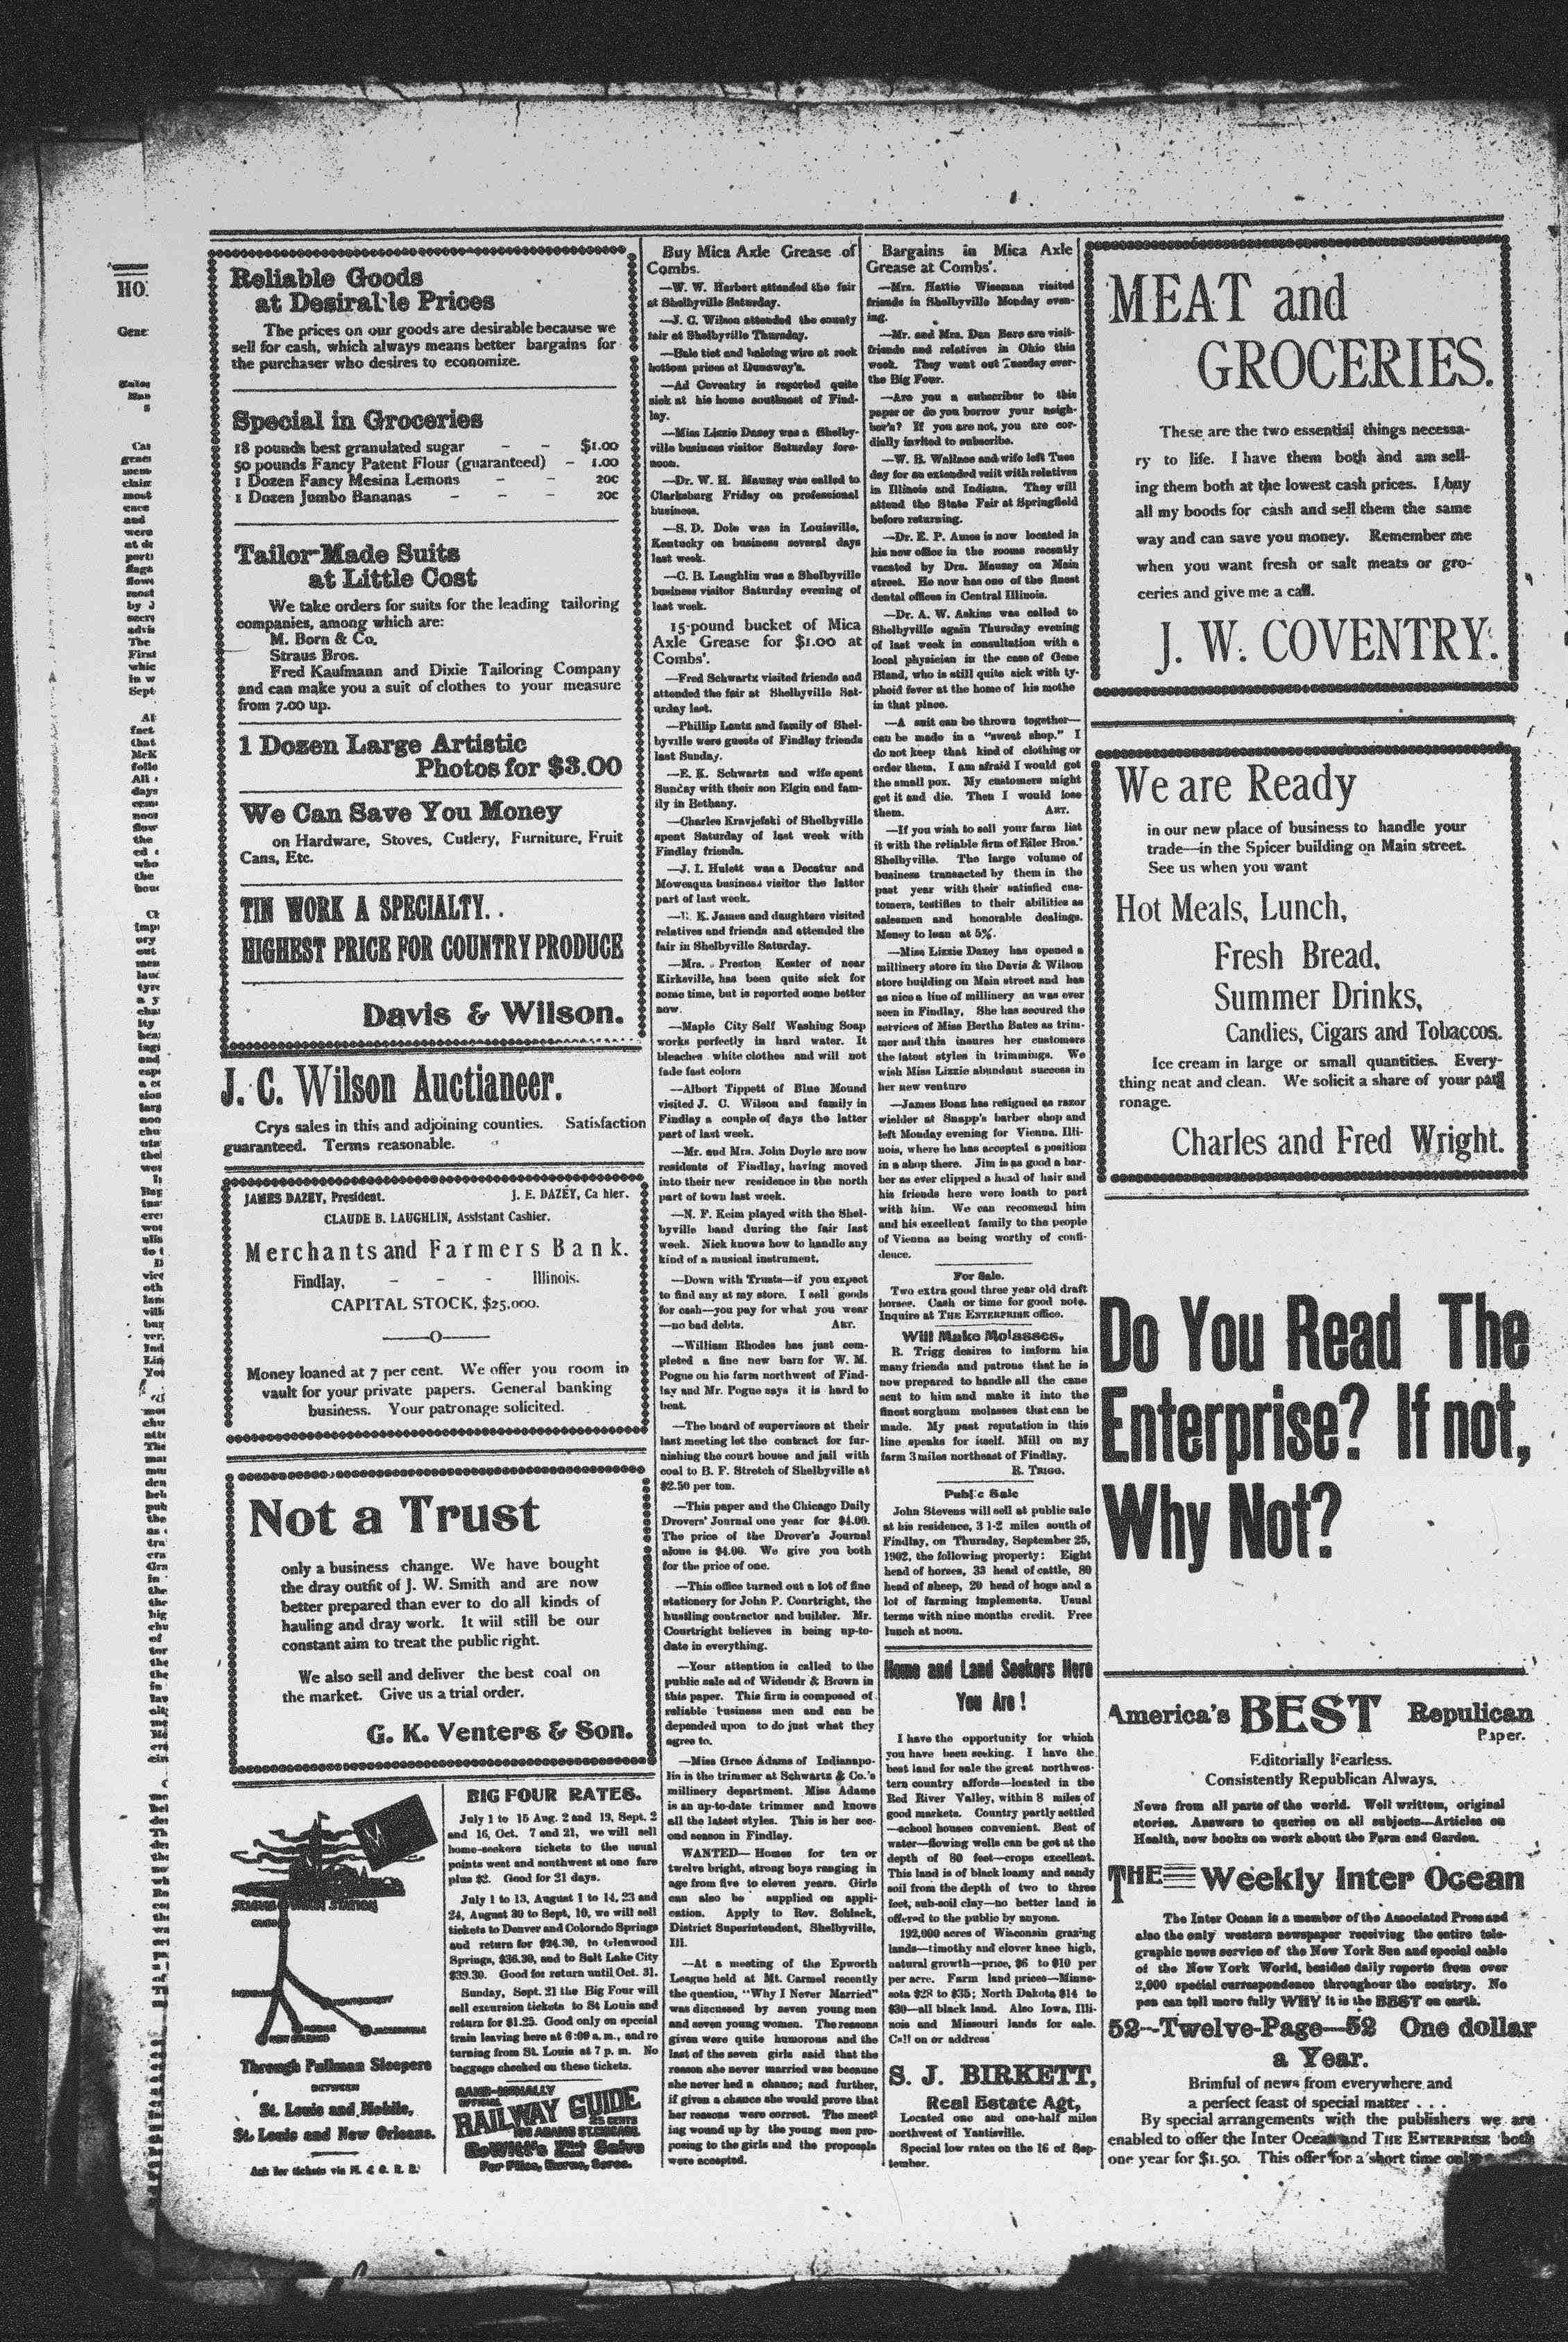 Reliable Goods
at Desirable Prices
The prices on our goods are desirable because we
sell for cash, which always means better bargains for
the purchaser who desires to economize.
Special in Groceries
18 pounds best granulated sugar – – $1.00
50 pounds Fancy Patent Flour (guaranteed) – 1.00
1 Dozen Fancy Mesina Lemons – – 20c
1 Dozen Jumbo Bananas – – – 20c
Tailor-Made Suits
at Little Cost
We take orders for suits for the leading tailoring
companies, among which are:
M. Born & Co.
Straus Bros.
Fred Kaufmann and Dixie Tailoring Company
and can make you a suit of clothes to your measure
from 7.00 up.
1 Dozen Large Artistic
Photos for $3.00
We Can Save You Money
on Hardware, Stoves, Cutlery, Furniture, Fruit
Cans, Etc.
TIN WORK A SPECIALTY. .
HIGHEST PRICE FOR COUNTRY PRODUCE
Davis & Wilson.
J. C. Wilson Auctianeer.
Crys sales in this and adjoining counties. Satisfaction
guaranteed. Terms reasonable.
JAMES DAZEY, President. J. E. DAZEY, Ca hier.
CLAUDE B. LAUGHLIN, Assistant Cashier.
Merchants and Farmers Bank.
Findlay, – – – Illinois.
CAPITAL STOCK, $25,000.
——O——
Money loaned at 7 per cent. We offer you room in
vault for your private papers. General banking
business. Your patronage solicited.
Not a Trust
only a business change. We have bought
the dray outfit of J. W. Smith and are now
better prepared than ever to do all kinds of
hauling and dray work. It wiil still be our
constant aim to treat the public right.
We also sell and deliver the best coal on
the market. Give us a trial order.
G. K. Venters & Son.
Through Pullman Sleepers
BETWEEN
St. Louis and Mobile,
St. Louis and New Orleans.
Ask for tickets via M. & O. R. R.
BIG FOUR RATES.
July 1 to 15 Aug. 2 and 19, Sept. 2
and 16, Oct. 7 and 21, we will sell
home-seekers tickets to the usual
points west and southwest at one fare
plus $2. Good for 21 days.
July 1 to 13, August 1 to 14, 23 and
24, August 30 to Sept. 10, we will sell
tickets to Denver and Colorado Springs
and return for $24.30, to Glenwood
Springs, $36.30, and to Salt Lake City
$39.30. Good for return until Oct. 31.
Sunday, Sept. 21 the Big Four will
sell excursion tickets to St Louis and
return for $1.25. Good only on special
train leaving here at 6:09 a. m., and re
turning from St. Louis at 7 p. m. No
baggage checked on these tickets.
RAND-McNALLY
OFFICIAL
RAILWAY GUIDE
25 CENTS
166 ADAMS ST. CHICAGO.
DeWitt's Salve
For Piles, Burns, Sores.
Buy Mica Axle Grease of
Combs.
—W. W. Herbert attended the fair
at Shelbyville Saturday.
—J. C. Wilson attended the county
fair at Shelbyville Thursday.
—Bale ties and baleing wire at rock
bottom prices at Dunaway's.
—Ad Coventry is reported quite
sick at his home southeast of Find-
lay.
—Miss Lizzie Dazey was a Shelby-
ville business visitor Saturday fore-
noon.
—Dr. W. H. Mauzey was called to
Clarksburg Friday on professional
business.
—S. D. Dole was in Louisville,
Kentucky on business several days
last week.
—C. B. Laughlin was a Shelbyville
business visitor Saturday evening of
last week.
15-pound bucket of Mica
Axle Grease for $1.00 at
Combs'.
—Fred Schwartz visited friends and
attended the fair at Shelbyville Sat-
urday last.
—Phillip Lantz and family of Shel-
byville were guests of Findlay friends
last Sunday.
—E. K. Schwartz and wife spent
Sunday with their son Elgin and fam-
ily in Bethany.
—Charles Kravjefski of Shelbyville
spent Saturday of last week with
Findlay friends.
—J. I. Hulett was a Decatur and
Moweaqua business visitor the latter
part of last week.
K. James and daughters visited
relatives and friends and attended the
fair in Shelbyville Saturday.
—Mrs. Preston Kester of near
Kirksville, has been quite sick for
some time, but is reported some better
now.
—Maple City Self Washing Soap
works perfectly in hard water. It
bleaches white clothes and will not
fade fast colors
—Albert Tippett of Blue Mound
visited J. C. Wilson and family in
Findlay a couple of days the latter
part of last week.
—Mr. and Mrs. John Doyle are now
residents of Findlay, having moved
into their new residence in the north
part of town last week.
—N. F. Keim played with the Shel-
byville band during the fair last
week. Nick knows how to handle any
kind of a musical instrument.
—Down with Trusts—if you expect
to find any at my store. I sell goods
for cash—you pay for what you wear
—no bad debts. ART.
—William Rhodes has just com-
pleted a fine new barn for W. M.
Pogue on his farm northwest of Find-
lay and Mr. Pogue says it is hard to
beat.
—The board of supervisors at their
last meeting let the contract for fur-
nishing the court house and jail with
coal to B. F. Stretch of Shelbyville at
$2.50 per ton.
—This paper and the Chicago Daily
Drovers' Journal one year for $4.00.
The price of the Drover's Journal
alone is $4.00. We give you both
for the price of one.
—This office turned out a lot of fine
stationery for John P. Courtright, the
hustling contractor and builder. Mr.
Courtright believes in being up-to-
date in everything.
—Your attention is called to the
public sale ad of Widendr & Brown in
this paper. This firm is composed of
reliable business men and can be
depended upon to do just what they
agree to.
—Miss Grace Adams of Indianapo-
lis is the trimmer at Schwartz & Co.'s
millinery department. Miss Adams
is an up-to-date trimmer and knows
all the latest styles. This is her sec-
ond season in Findlay.
WANTED—Homes for ten or
twelve bright, strong boys ranging in
age from five to eleven years. Girls
can also be supplied on appli-
cation. Apply to Rev. Schlack,
District Superintendent, Shelbyville,
Ill.
—At a meeting of the Epworth
League held at Mt. Carmel recently
the question, "Why I Never Married"
was discussed by seven young men
and seven young women. The reasons
given were quite humorous and the
last of the seven girls said that the
reason she never married was because
she never had a chance; and further,
if given a chance she would prove that
her reasons were correct. The meet-
ing wound up by the young men pro-
posing to the girls and the proposals
were accepted.
Bargains in Mica Axle
Grease at Combs'.
—Mrs. Hattie Wiseman visited
friends in Shelbyville Monday even-
ing.
—Mr. and Mrs. Dan Bare are visit-
friends and relatives in Ohio this
week. They went out Tuesday over
the Big Four.
—Are you a subscriber to this
paper or do you borrow your neigh-
bor's? If you are not, you are cor-
dially invited to subscribe.
—W. B. Wallace and wife left Tues
day for an extended visit with relatives
in Illinois and Indiana. They will
attend the State Fair at Springfield
before returning.
—Dr. E. P. Ames is now located in
his new office in the rooms recently
vacated by Drs. Mauzey on Main
street. He now has one of the finest
dental offices in Central Illinois.
—Dr. A. W. Askins was called to
Shelbyville again Thursday evening
of last week in consultation with a
local physician in the case of Gene
Bland, who is still quite sick with ty-
phoid fever at the home of his mothe
in that place.
—A suit can be thrown together—
can be made in a "sweat shop." I
do not keep that kind of clothing or
order them. I am afraid I would get
the small pox. My customers might
get it and die. Then I would lose
them. ART.
—If you wish to sell your farm list
it with the reliable firm of Eiler Bros.'
Shelbyville. The large volume of
business transacted by them in the
past year with their satisfied cus-
tomers, testifies to their abilities as
salesmen and honorable dealings.
Money to loan at 5%.
—Miss Lizzie Dazey has opened a
millinery store in the Davis & Wilson
store building on Main street and has
as nice a line of millinery as was ever
seen in Findlay. She has secured the
services of Miss Bertha Bates as trim-
mer and this insures her customers
the latest styles in trimmings. We
wish Miss Lizzie abundant success in
her new venture
—James Boaz has resigned as razor
wielder at Snapp's barber shop and
left Monday evening for Vienna, Illi-
nois, where he has accepted a position
in a shop there. Jim is as good a bar-
ber as ever clipped a head of hair and
his friends here were loath to part
with him. We can recomend him
and his excellent family to the people
of Vienna as being worthy of confi-
dence.
For Sale.
Two extra good three year old draft
horses. Cash or time for good note.
Inquire at THE ENTERPRISE office.
Will Make Molasses.
R. Trigg desires to imform his
many friends and patrons that he is
now prepared to handle all the cane
sent to him and make it into the
finest sorghum molasses that can be
made. My past reputation in this
line speaks for itself. Mill on my
farm 3 miles northeast of Findlay.
R. TRIGG.
Public Sale
John Stevens will sell at public sale
at his residence, 3 1-2 miles south of
Findlay, on Thursday, September 25,
1902, the following property: Eight
head of horses, 33 head of cattle, 80
head of sheep, 20 head of hogs and a
lot of farming implements. Usual
terms with nine months credit. Free
lunch at noon.
Home and Land Seekers Here
You Are!
I have the opportunity for which
you have been seeking. I have the
best land for sale the great northwes-
tern country affords—located in the
Red River Valley, within 8 miles of
good markets. Country partly settled
—school houses convenient. Best of
water—flowing wells can be got at the
depth of 80 feet—crops excellent.
This land is of black loamy and sandy
soil from the depth of two to three
feet, sub-soil clay—no better land is
offered to the public by anyone.
192,000 acres of Wisconsin grazing
lands—timothy and clover knee high,
natural growth—price, $6 to $10 per
per acre. Farm land prices—Minne-
sota $28 to $35; North Dakota $14 to
$30—all black land. Also Iowa, Illi-
nois and Missouri lands for sale.
Call on or address
S. J. BIRKETT,
Real Estate Agt,
Located one and one-half miles
northwest of Yantisville.
Special low rates on the 16 of Sep-
tember.
MEAT and
GROCERIES.
These are the two essential things necessa-
ry to life. I have them both and am sell-
ing them both at the lowest cash prices. I buy
all my boods for cash and sell them the same
way and can save you money. Remember me
when you want fresh or salt meats or gro-
ceries and give me a call.
J. W. COVENTRY.
We are Ready
in our new place of business to handle your
trade—in the Spicer building on Main street.
See us when you want
Hot Meals, Lunch,
Fresh Bread,
Summer Drinks,
Candies, Cigars and Tobaccos.
Ice cream in large or small quantities. Every-
thing neat and clean. We solicit a share of your pat-
ronage.
Charles and Fred Wright.
Do You Read The
Enterprise? If not,
Why Not?
America's BEST Repulican
Paper.
Editorially Fearless.
Consistently Republican Always.
News from all parts of the world. Well writtem, original
stories. Answers to queries on all subjects—Articles on
Health, new books on work about the Farm and Garden.
THE Weekly Inter Ocean
The Inter Ocean is a member of the Associated Press and
also the only western newspaper receiving the entire tele-
graphic news service of the New York Sun and special cable
of the New York World, besides daily reports from over
2,000 special correspondence throughout the country. No
pen can tell more fully WHY it is the BEST on earth.
52--Twelve-Page—52 One dollar
a Year.
Brimful of news from everywhere and
a perfect feast of special matter . . .
By special arrangements with the publishers we are
enabled to offer the Inter Ocean and THE ENTERPRISE both
one year for $1.50. This offer for a short time only